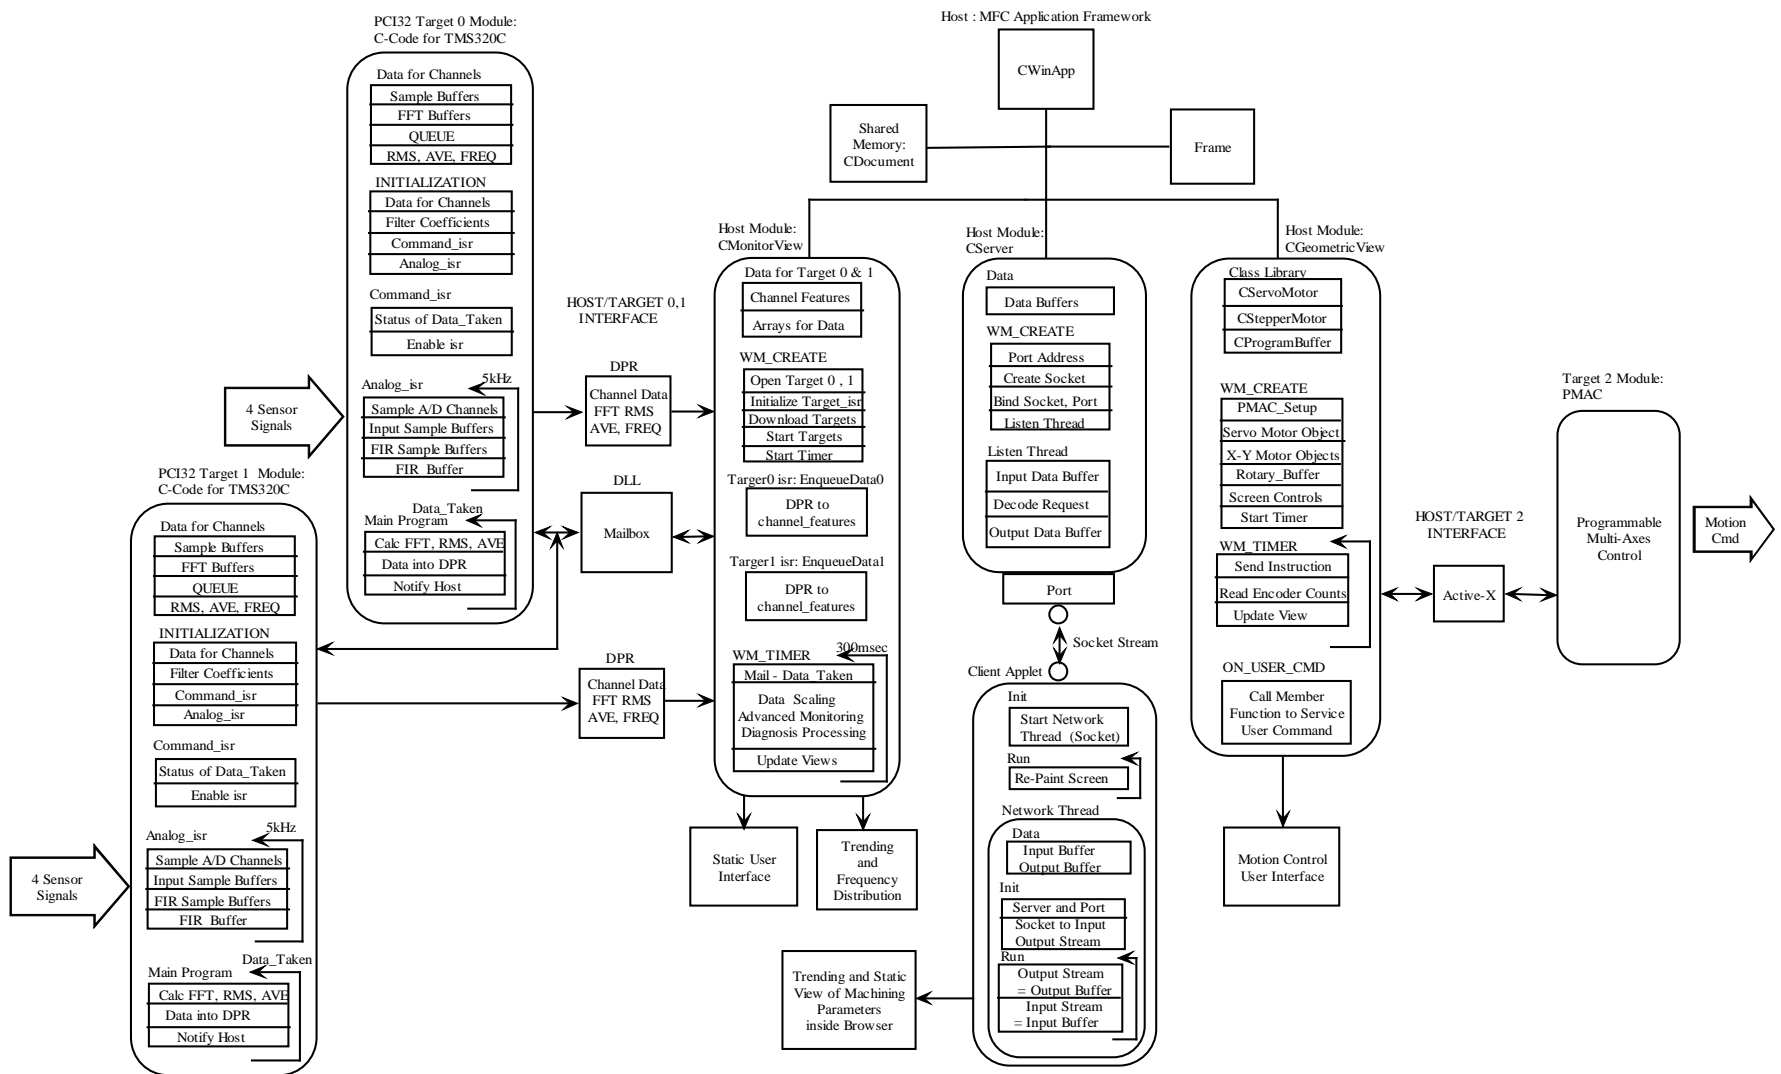 PCI32 Target 0 Module:
C-Code for TMS320C
Data for Channels
Sample Buffers
FFT Buffers
QUEUE
RMS, AVE, FREQ
INITIALIZATION
Data for Channels
Filter Coefficients
Command_isr
Analog_isr
Command_isr
Status of Data_Taken
Enable isr
Analog_isr
5kHz
Sample A/D Channels
Input Sample Buffers
FIR Sample Buffers
FIR Buffer
Data_Taken
Main Program
Calc FFT, RMS, AVE
Data into DPR
Notify Host
4 Sensor
Signals
PCI32 Target 1 Module:
C-Code for TMS320C
Data for Channels
Sample Buffers
FFT Buffers
QUEUE
RMS, AVE, FREQ
INITIALIZATION
Data for Channels
Filter Coefficients
Command_isr
Analog_isr
Command_isr
Status of Data_Taken
Enable isr
Analog_isr
5kHz
Sample A/D Channels
Input Sample Buffers
FIR Sample Buffers
FIR Buffer
Data_Taken
Main Program
Calc FFT, RMS, AVE
Data into DPR
Notify Host
4 Sensor
Signals
HOST/TARGET 0,1
INTERFACE
DPR
Channel Data
FFT RMS
AVE, FREQ
DLL
Mailbox
DPR
Channel Data
FFT RMS
AVE, FREQ
Host : MFC Application Framework
CWinApp
Shared
Memory:
CDocument
Frame
Host Module:
CMonitorView
Data for Target 0 & 1
Channel Features
Arrays for Data
WM_CREATE
Open Target 0 , 1
Initialize Target_isr
Download Targets
Start Targets
Start Timer
Targer0 isr: EnqueueData0
DPR to
channel_features
Targer1 isr: EnqueueData1
DPR to
channel_features
WM_TIMER
300msec
Mail - Data_Taken
Data Scaling
Advanced Monitoring
Diagnosis Processing
Update Views
Static User
Interface
Trending
and
Frequency
Distribution
Host Module:
CServer
Data
Data Buffers
WM_CREATE
Port Address
Create Socket
Bind Socket, Port
Listen Thread
Listen Thread
Input Data Buffer
Decode Request
Output Data Buffer
Port
Socket Stream
Client Applet
Init
Start Network
Thread (Socket)
Run
Re-Paint Screen
Network Thread
Data
Input Buffer
Output Buffer
Init
Server and Port
Socket to Input
Output Stream
Run
Output Stream
= Output Buffer
Input Stream
= Input Buffer
Trending and Static
View of Machining
Parameters
inside Browser
Host Module:
CGeometricView
Class Library
CServoMotor
CStepperMotor
CProgramBuffer
WM_CREATE
PMAC_Setup
Servo Motor Object
X-Y Motor Objects
Rotary_Buffer
Screen Controls
Start Timer
WM_TIMER
Send Instruction
Read Encoder Counts
Update View
ON_USER_CMD
Call Member
Function to Service
User Command
Motion Control
User Interface
HOST/TARGET 2
INTERFACE
Active-X
Target 2 Module:
PMAC
Programmable
Multi-Axes
Control
Motion
Cmd